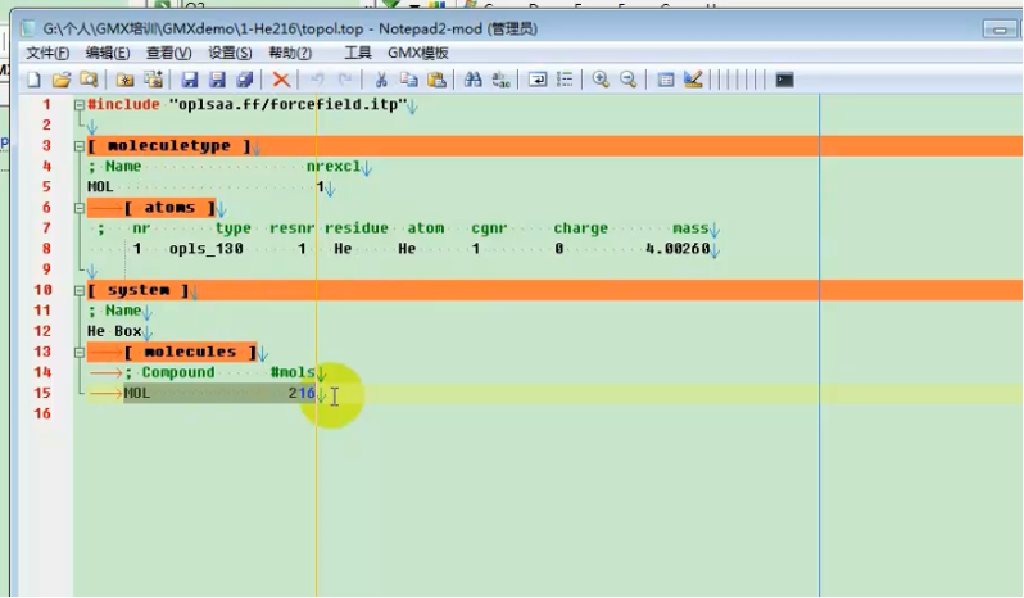 G:\个人\GMX培训\GMXdemo\1-He216\topol.top - Notepad2-mod (管理员)
文件(F) 编辑(E) 查看(V) 设置(S) 帮助(?) 工具 GMX模板
1 #include "oplsaa.ff/forcefield.itp"
2
3 [ moleculetype ]
4 ; Name nrexcl
5 MOL 1
6 [ atoms ]
7 ; nr type resnr residue atom cgnr charge mass
8 1 opls_130 1 He He 1 0 4.00260
9
10 [ system ]
11 ; Name
12 He Box
13 [ molecules ]
14 ; Compound #mols
15 MOL 216
16